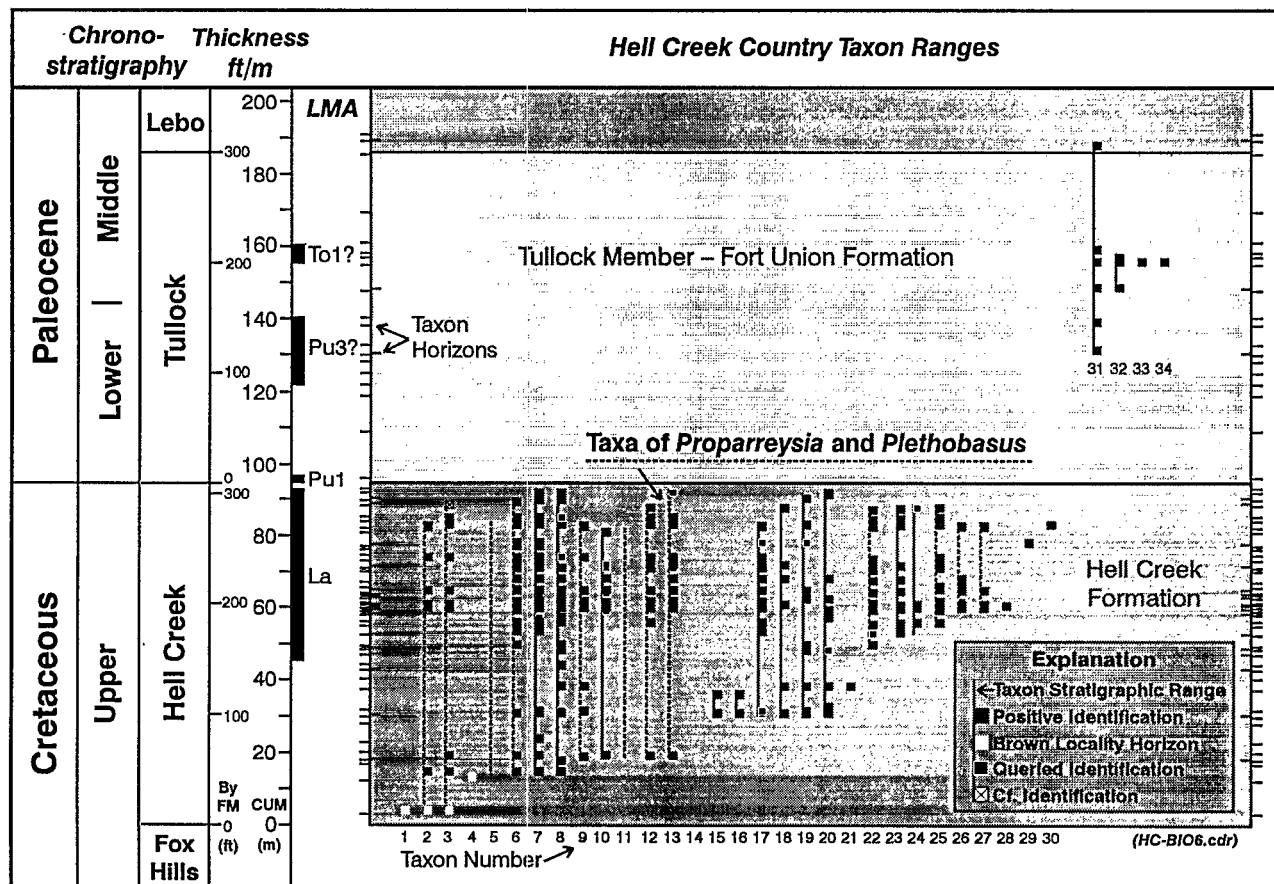 Chrono-
stratigraphy
Thickness
ft/m
Hell Creek Country Taxon Ranges
Paleocene
Cretaceous
Middle
Lower
Upper
Lebo
Tullock
Hell Creek
Fox
Hills
300
200
100
0
300
200
100
By
FM
0
(ft)
200
180
160
140
120
100
80
60
40
20
CUM
0
(m)
LMA
To1?
Pu3?
Pu1
La
Tullock Member – Fort Union Formation
Taxon
Horizons
31 32 33 34
Taxa of Proparreysia and Plethobasus
Hell Creek
Formation
Explanation
Taxon Stratigraphic Range
Positive Identification
Brown Locality Horizon
Queried Identification
Cf. Identification
1 2 3 4 5 6 7 8 9 10 11 12 13 14 15 16 17 18 19 20 21 22 23 24 25 26 27 28 29 30
Taxon Number
(HC-BIO6.cdr)